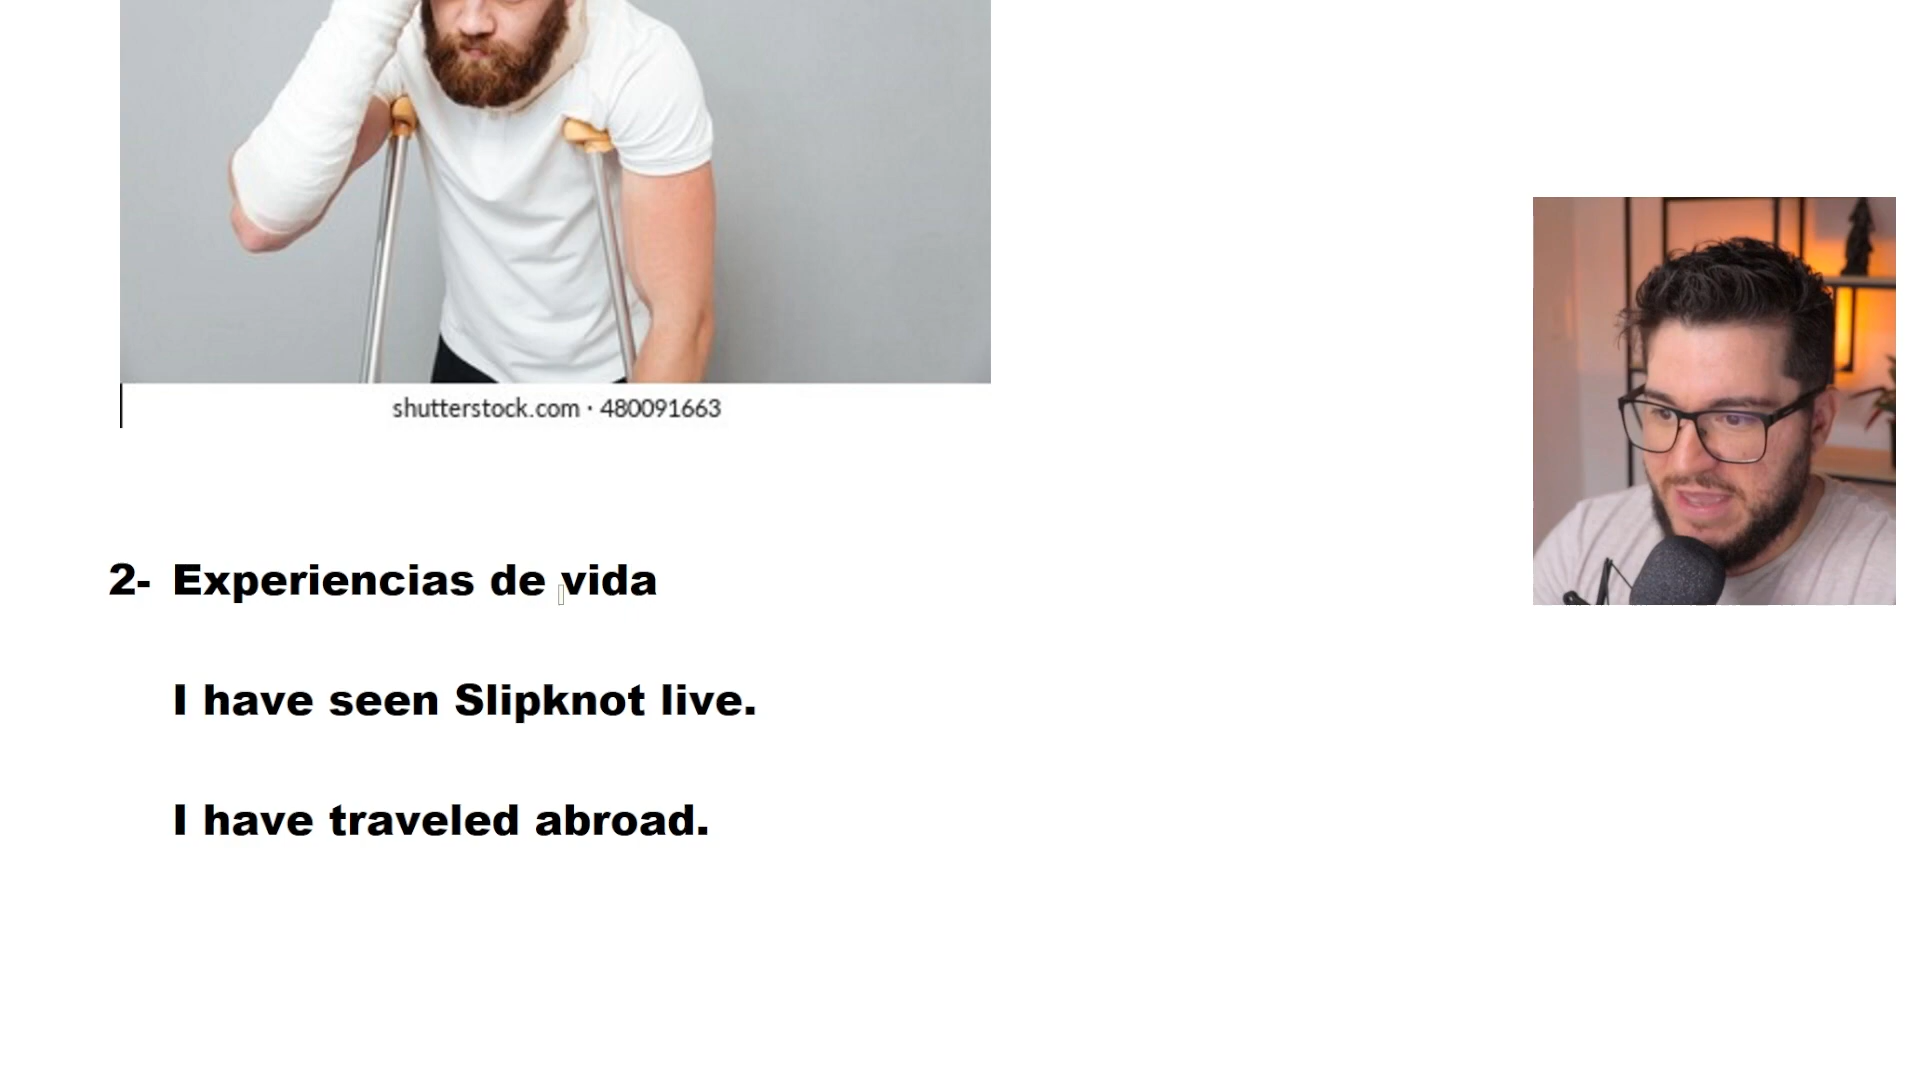 shutterstock.com · 480091663
2- Experiencias de vida
I have seen Slipknot live.
I have traveled abroad.